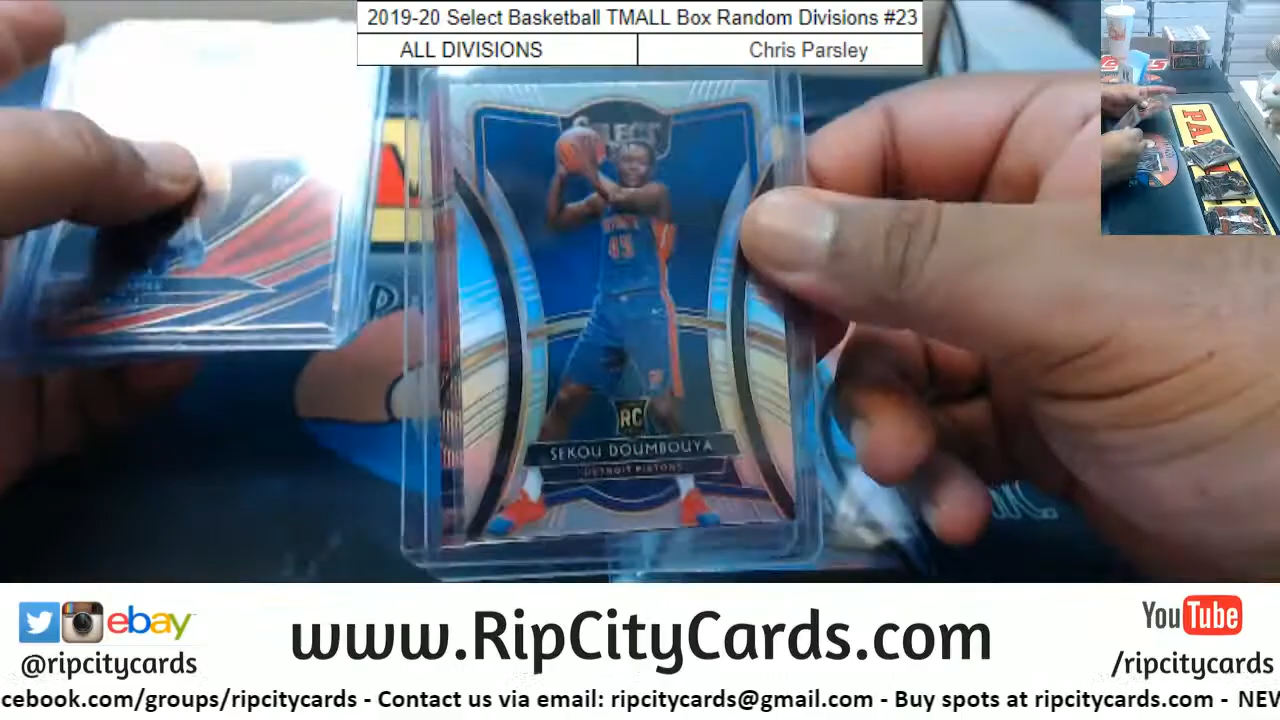 2019-20 Select Basketball TMALL Box Random Divisions #23
ALL DIVISIONS
Chris Parsley
SELECT
45
RC
SEKOU DOUMBOUYA
DETROIT PISTONS
ebay
@ripcitycards
www.RipCityCards.com
YouTube
/ripcitycards
cebook.com/groups/ripcitycards - Contact us via email: ripcitycards@gmail.com - Buy spots at ripcitycards.com - NEW